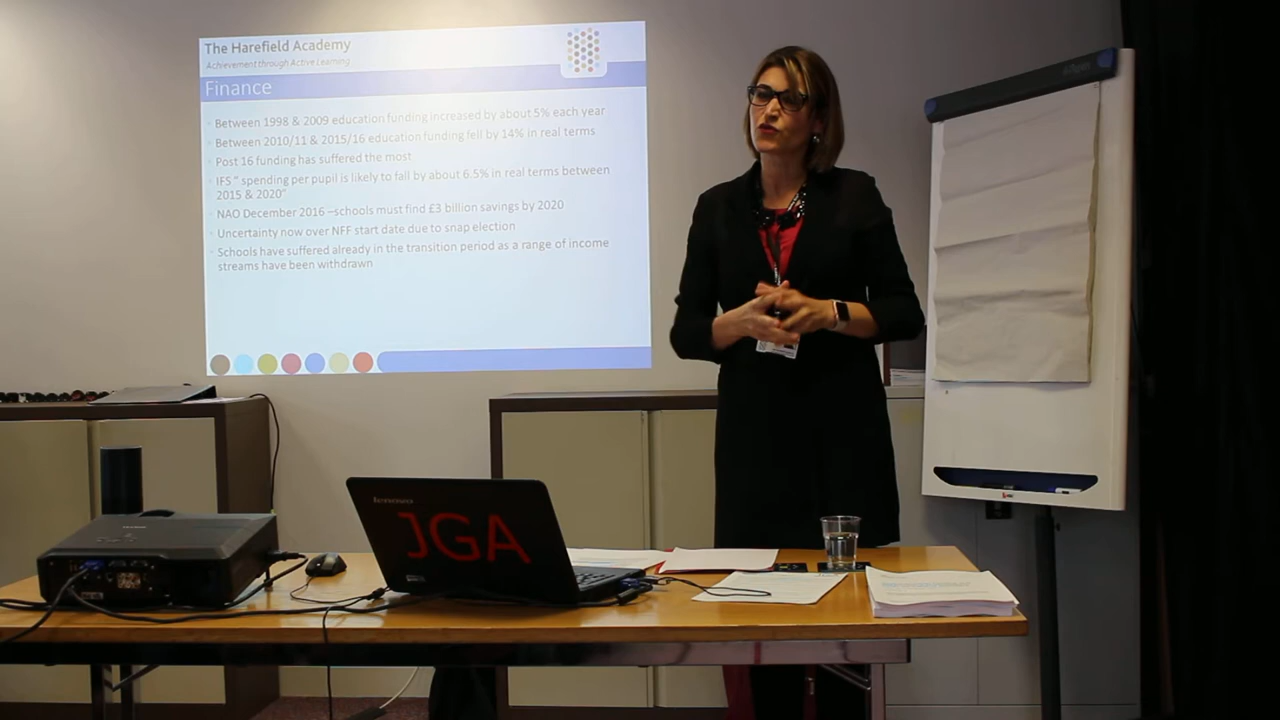 The Harefield Academy
Achievement through Active Learning
Finance
Between 1998 & 2009 education funding increased by about 5% each year
Between 2010/11 & 2015/16 education funding fell by 14% in real terms
Post 16 funding has suffered the most
IFS " spending per pupil is likely to fall by about 6.5% in real terms between
2015 & 2020"
NAO December 2016 –schools must find £3 billion savings by 2020
Uncertainty now over NFF start date due to snap election
Schools have suffered already in the transition period as a range of income
streams have been withdrawn
lenovo
JGA